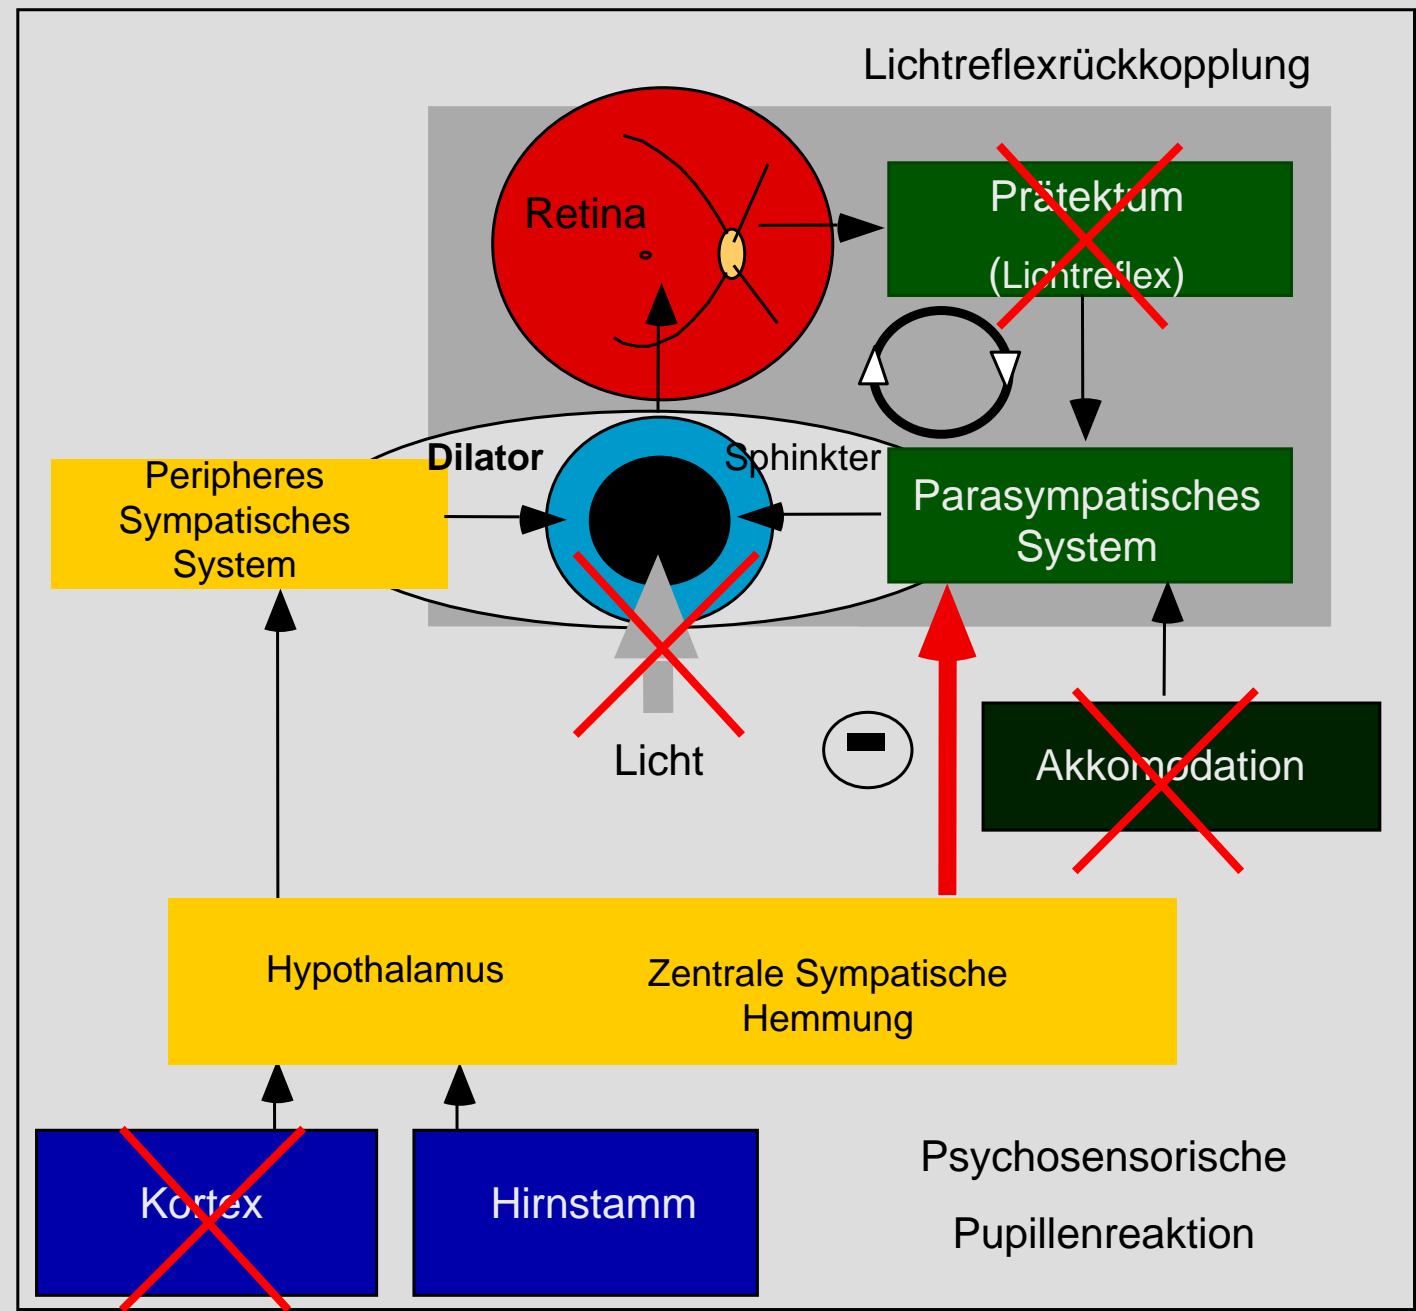 Lichtreflexrückkopplung
Retina
Prätektum
(Lichtreflex)
Dilator
Sphinkter
Peripheres
Sympatisches
System
Parasympatisches
System
Licht
Akkomodation
Hypothalamus
Zentrale Sympatische
Hemmung
Kortex
Hirnstamm
Psychosensorische
Pupillenreaktion